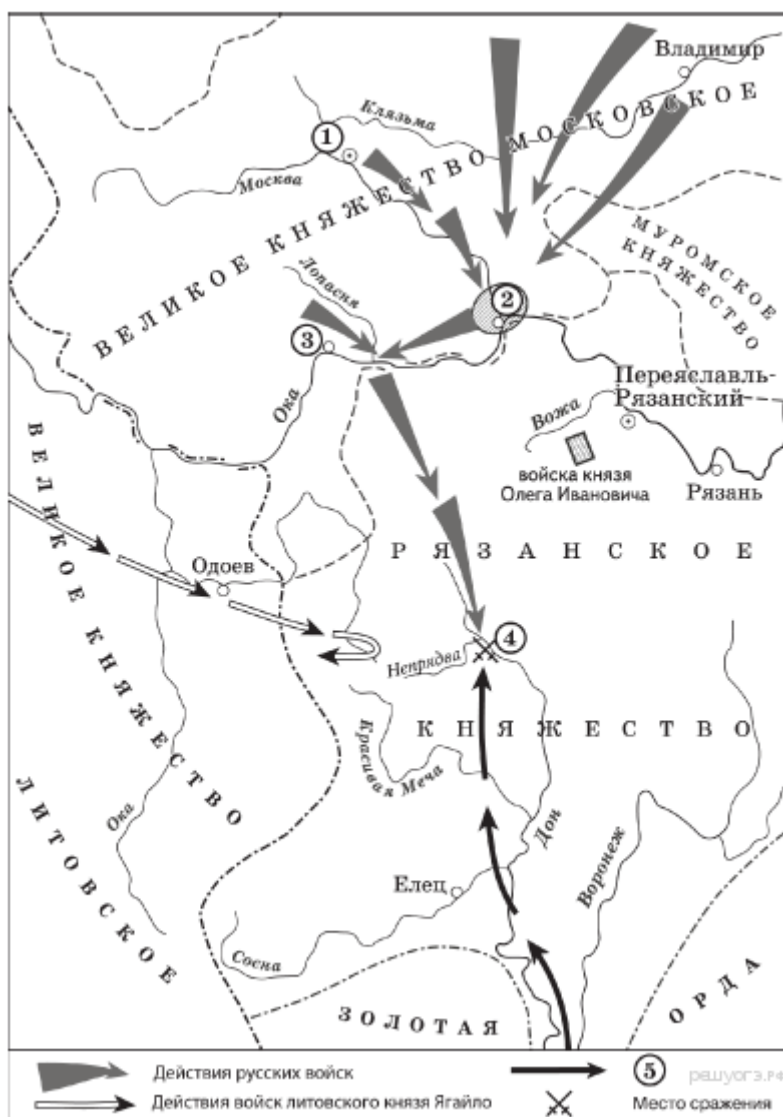 Владимир
Клязьма
1
Москва
ВЕЛИКОЕ КНЯЖЕСТВО МОСКОВСКОЕ
МУРОМСКОЕ
КНЯЖЕСТВО
Лопасня
2
3
Ока
Переяславль-
Рязанский
Вожа
войска князя
Олега Ивановича
Рязань
ВЕЛИКОЕ КНЯЖЕСТВО
ЛИТОВСКОЕ
Одоев
РЯЗАНСКОЕ
4
Непрядва
КНЯЖЕСТВО
Красивая Меча
Ока
Дон
Воронеж
Елец
Сосна
ЗОЛОТАЯ
ОРДА
Действия русских войск
5
решуогэ.рф
Действия войск литовского князя Ягайло
Место сражения